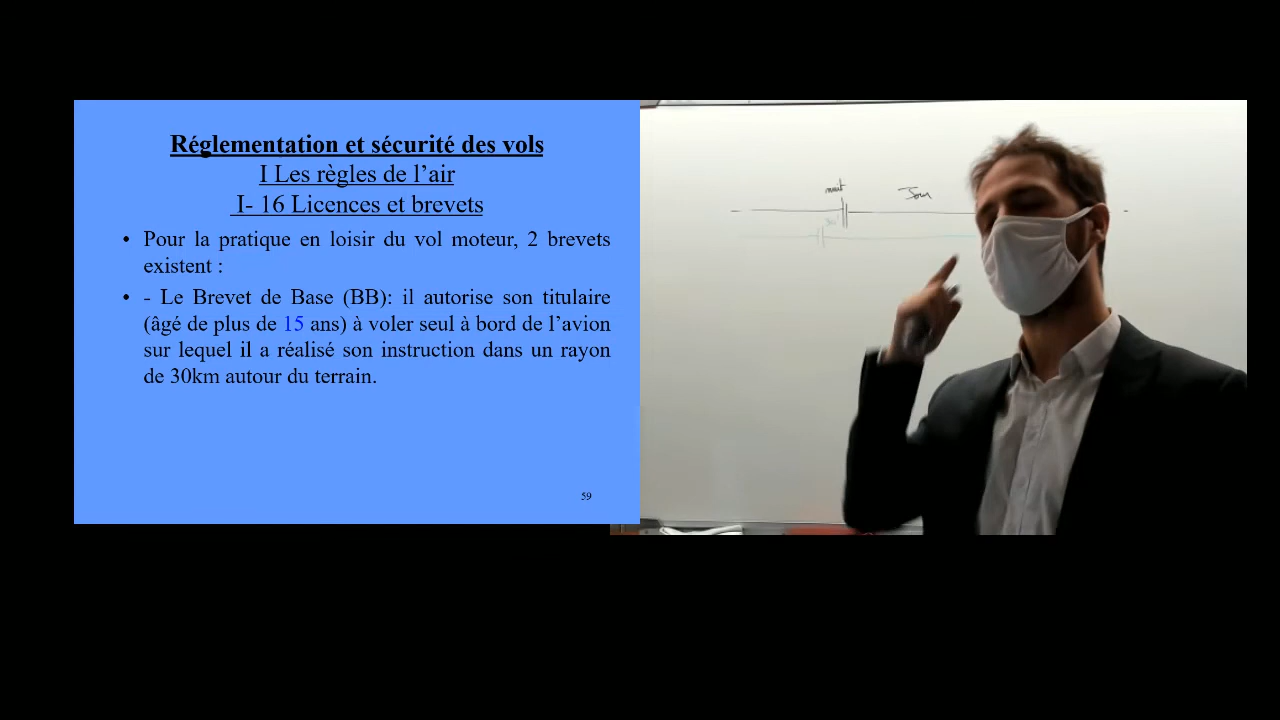 Réglementation et sécurité des vols
I Les règles de l’air
I- 16 Licences et brevets
• Pour la pratique en loisir du vol moteur, 2 brevets
existent :
• - Le Brevet de Base (BB): il autorise son titulaire
(âgé de plus de 15 ans) à voler seul à bord de l’avion
sur lequel il a réalisé son instruction dans un rayon
de 30km autour du terrain.
59
nuit Jour